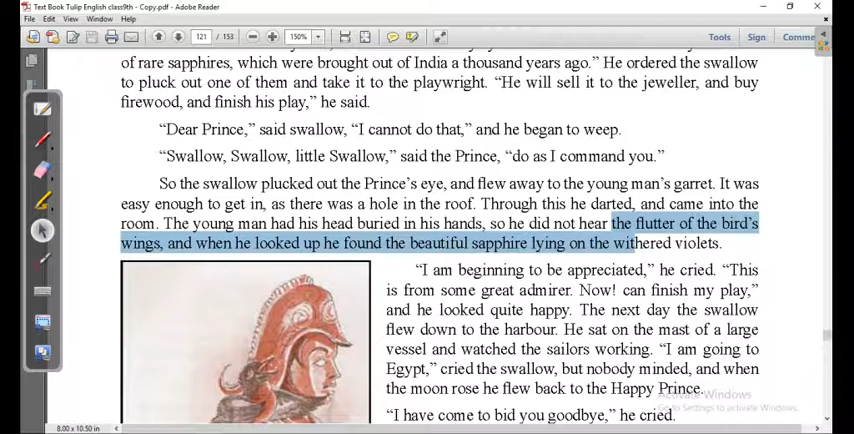 Text Book Tulip English class9th - Copy.pdf - Adobe Reader
File Edit View Window Help
121 / 153 150% Tools Sign Comme
of rare sapphires, which were brought out of India a thousand years ago.” He ordered the swallow
to pluck out one of them and take it to the playwright. “He will sell it to the jeweller, and buy
firewood, and finish his play,” he said.
“Dear Prince,” said swallow, “I cannot do that,” and he began to weep.
“Swallow, Swallow, little Swallow,” said the Prince, “do as I command you.”
So the swallow plucked out the Prince’s eye, and flew away to the young man’s garret. It was
easy enough to get in, as there was a hole in the roof. Through this he darted, and came into the
room. The young man had his head buried in his hands, so he did not hear the flutter of the bird’s
wings, and when he looked up he found the beautiful sapphire lying on the withered violets.
“I am beginning to be appreciated,” he cried. “This
is from some great admirer. Now! can finish my play,”
and he looked quite happy. The next day the swallow
flew down to the harbour. He sat on the mast of a large
vessel and watched the sailors working. “I am going to
Egypt,” cried the swallow, but nobody minded, and when
the moon rose he flew back to the Happy Prince.
Activate Windows
Go to Settings to activate Windows.
“I have come to bid you goodbye,” he cried.
8.00 x 10.50 in